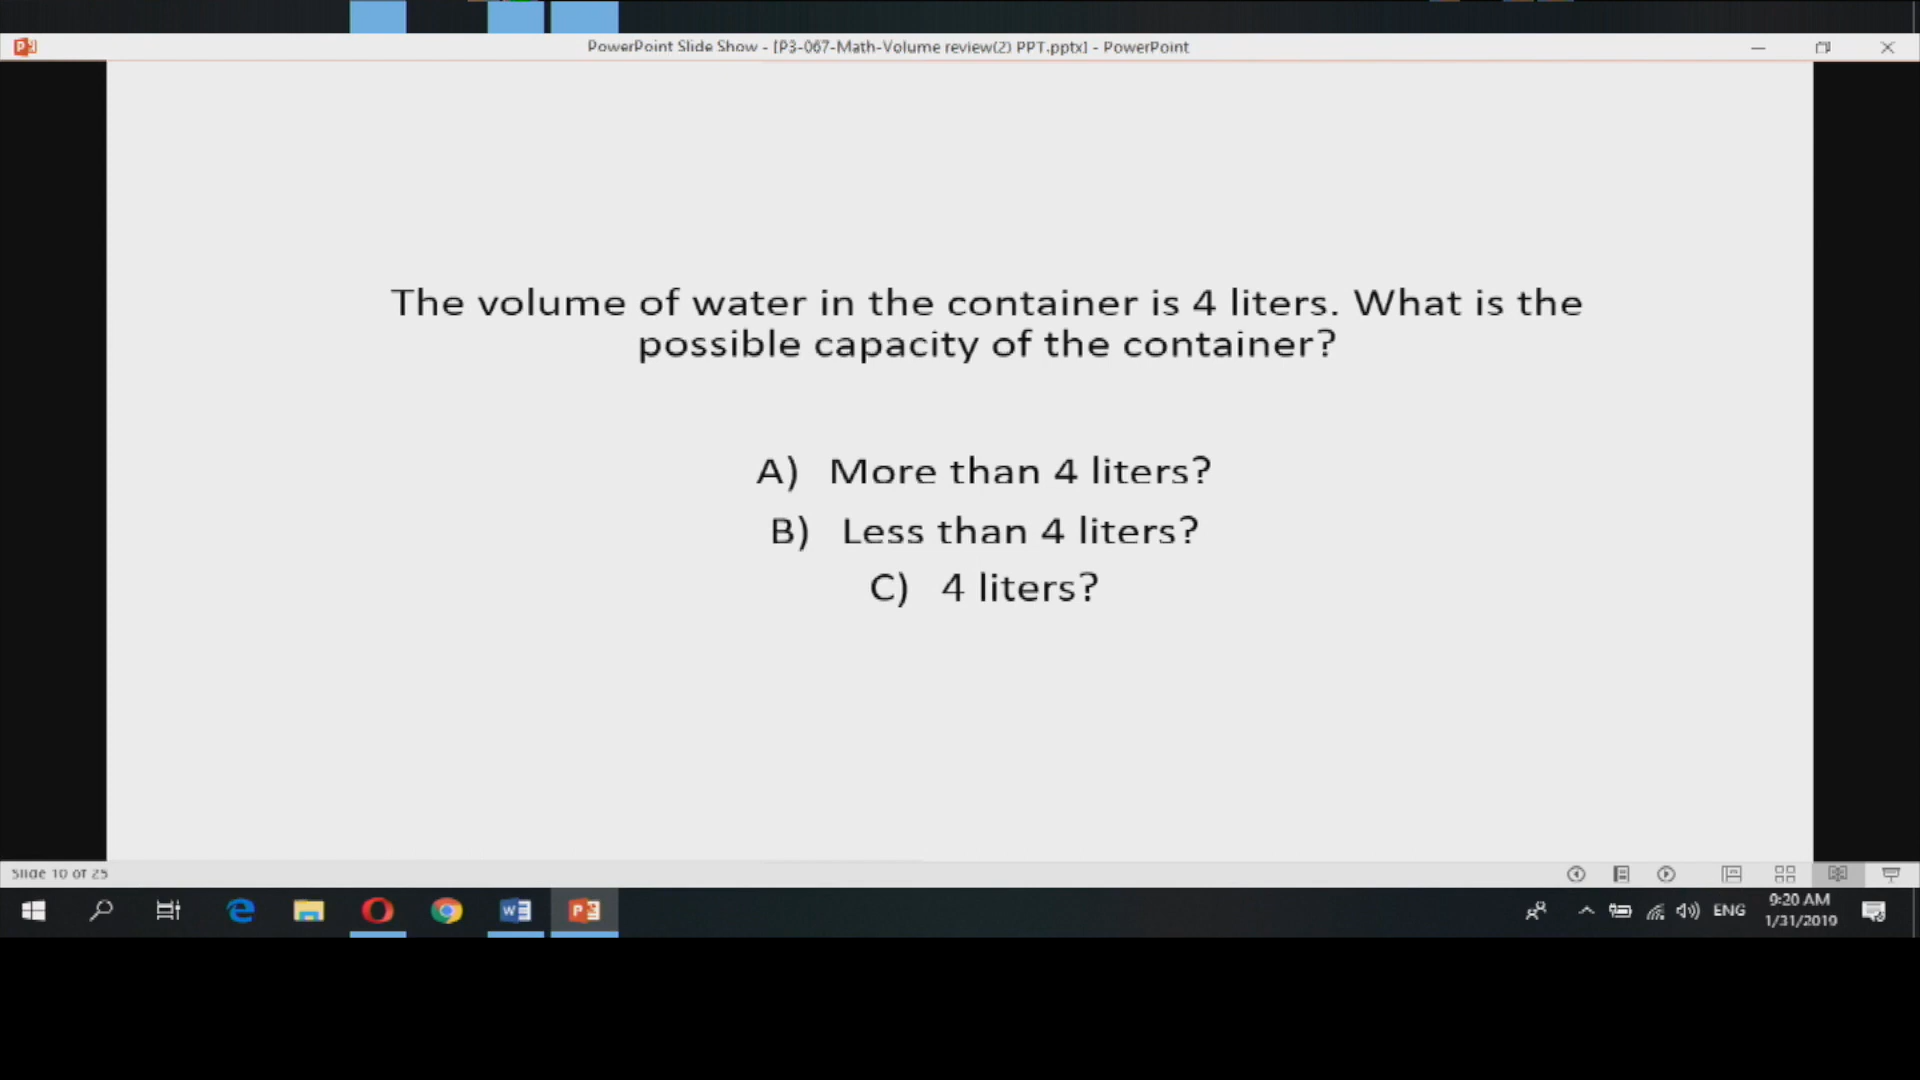 PowerPoint Slide Show - [P3-067-Math-Volume review(2) PPT.pptx] - PowerPoint
The volume of water in the container is 4 liters. What is the
possible capacity of the container?
A) More than 4 liters?
B) Less than 4 liters?
C) 4 liters?
Slide 10 of 25
ENG
9:20 AM
1/31/2019